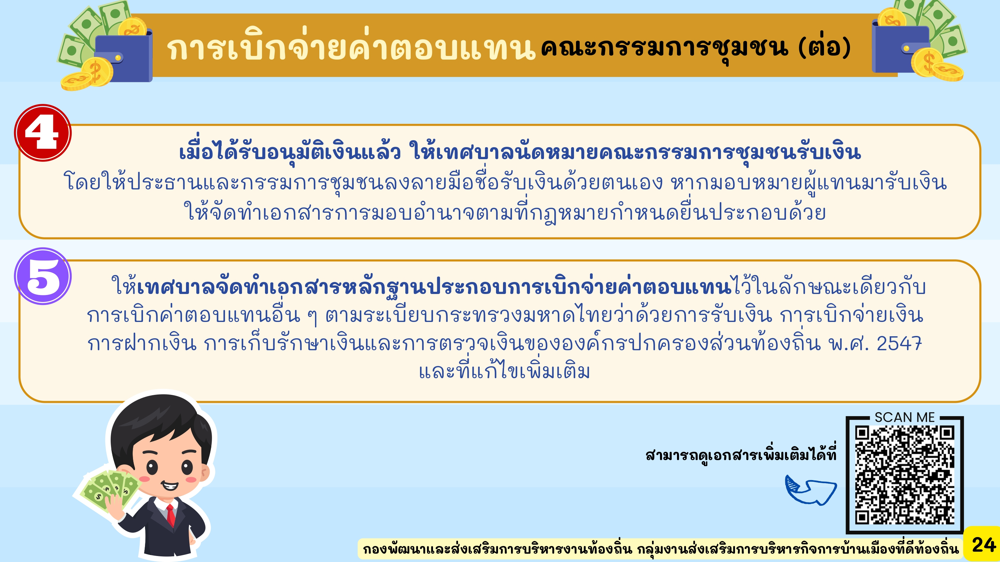 การเบิกจ่ายค่าตอบแทน คณะกรรมการชุมชน (ต่อ)
4
เมื่อได้รับอนุมัติเงินแล้ว ให้เทศบาลนัดหมายคณะกรรมการชุมชนรับเงิน
โดยให้ประธานและกรรมการชุมชนลงลายมือชื่อรับเงินด้วยตนเอง หากมอบหมายผู้แทนมารับเงิน
ให้จัดทำเอกสารการมอบอำนาจตามที่กฎหมายกำหนดยื่นประกอบด้วย
5
ให้เทศบาลจัดทำเอกสารหลักฐานประกอบการเบิกจ่ายค่าตอบแทนไว้ในลักษณะเดียวกับ
การเบิกค่าตอบแทนอื่น ๆ ตามระเบียบกระทรวงมหาดไทยว่าด้วยการรับเงิน การเบิกจ่ายเงิน
การฝากเงิน การเก็บรักษาเงินและการตรวจเงินขององค์กรปกครองส่วนท้องถิ่น พ.ศ. 2547
และที่แก้ไขเพิ่มเติม
SCAN ME
สามารถดูเอกสารเพิ่มเติมได้ที่
กองพัฒนาและส่งเสริมการบริหารงานท้องถิ่น กลุ่มงานส่งเสริมการบริหารกิจการบ้านเมืองที่ดีท้องถิ่น
24